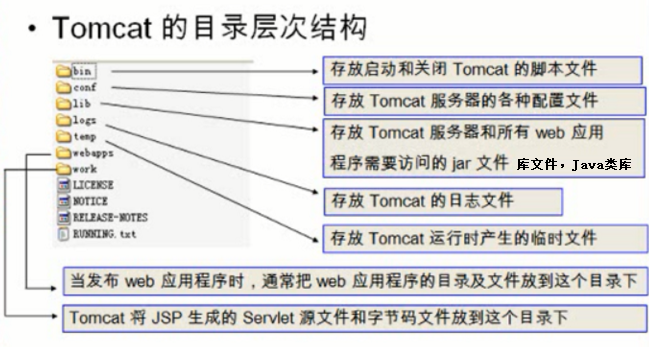 • Tomcat 的目录层次结构
bin
conf
lib
logs
temp
webapps
work
LICENSE
NOTICE
RELEASE-NOTES
RUNNING.txt
存放启动和关闭 Tomcat 的脚本文件
存放 Tomcat 服务器的各种配置文件
存放 Tomcat 服务器和所有 web 应用
程序需要访问的 jar 文件 库文件，Java类库
存放 Tomcat 的日志文件
存放 Tomcat 运行时产生的临时文件
当发布 web 应用程序时，通常把 web 应用程序的目录及文件放到这个目录下
Tomcat 将 JSP 生成的 Servlet 源文件和字节码文件放到这个目录下